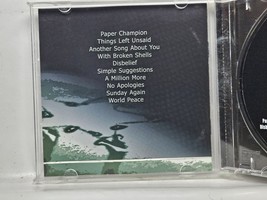 Paper Champion
Things Left Unsaid
Another Song About You
With Broken Shells
Disbelief
Simple Suggestions
A Million More
No Apologies
Sunday Again
World Peace